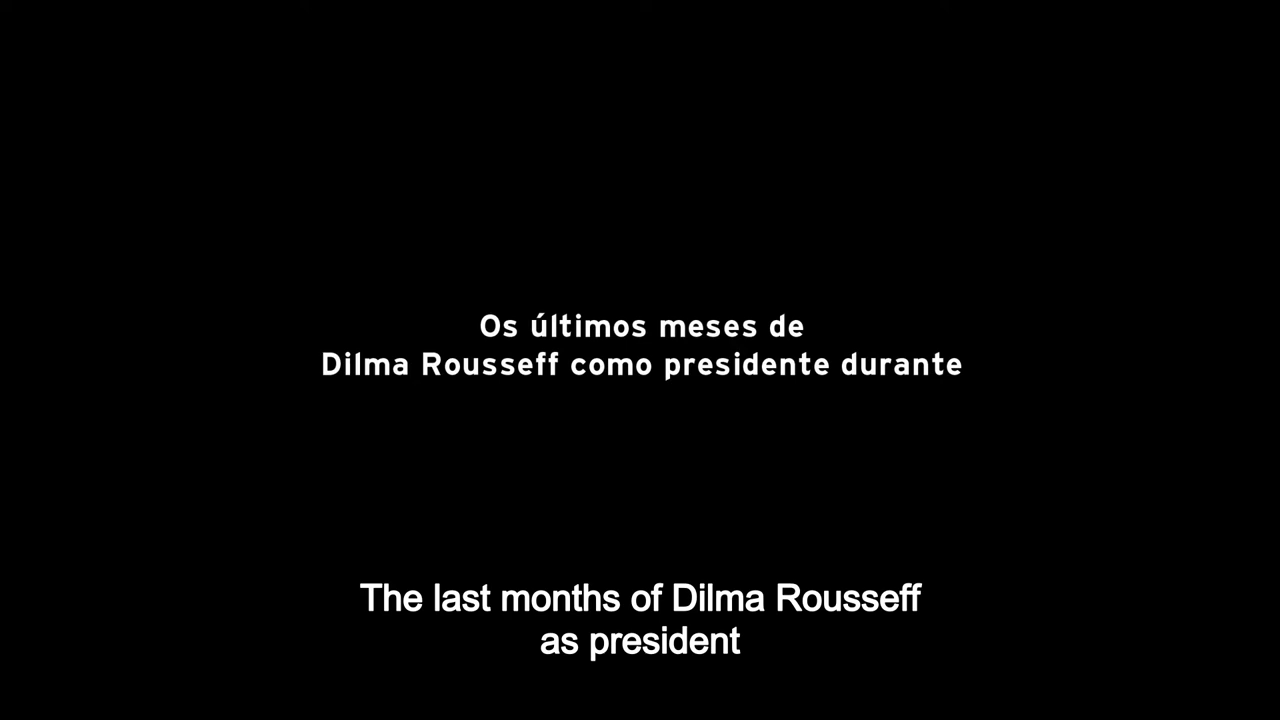 Os últimos meses de
Dilma Rousseff como presidente durante
The last months of Dilma Rousseff
as president